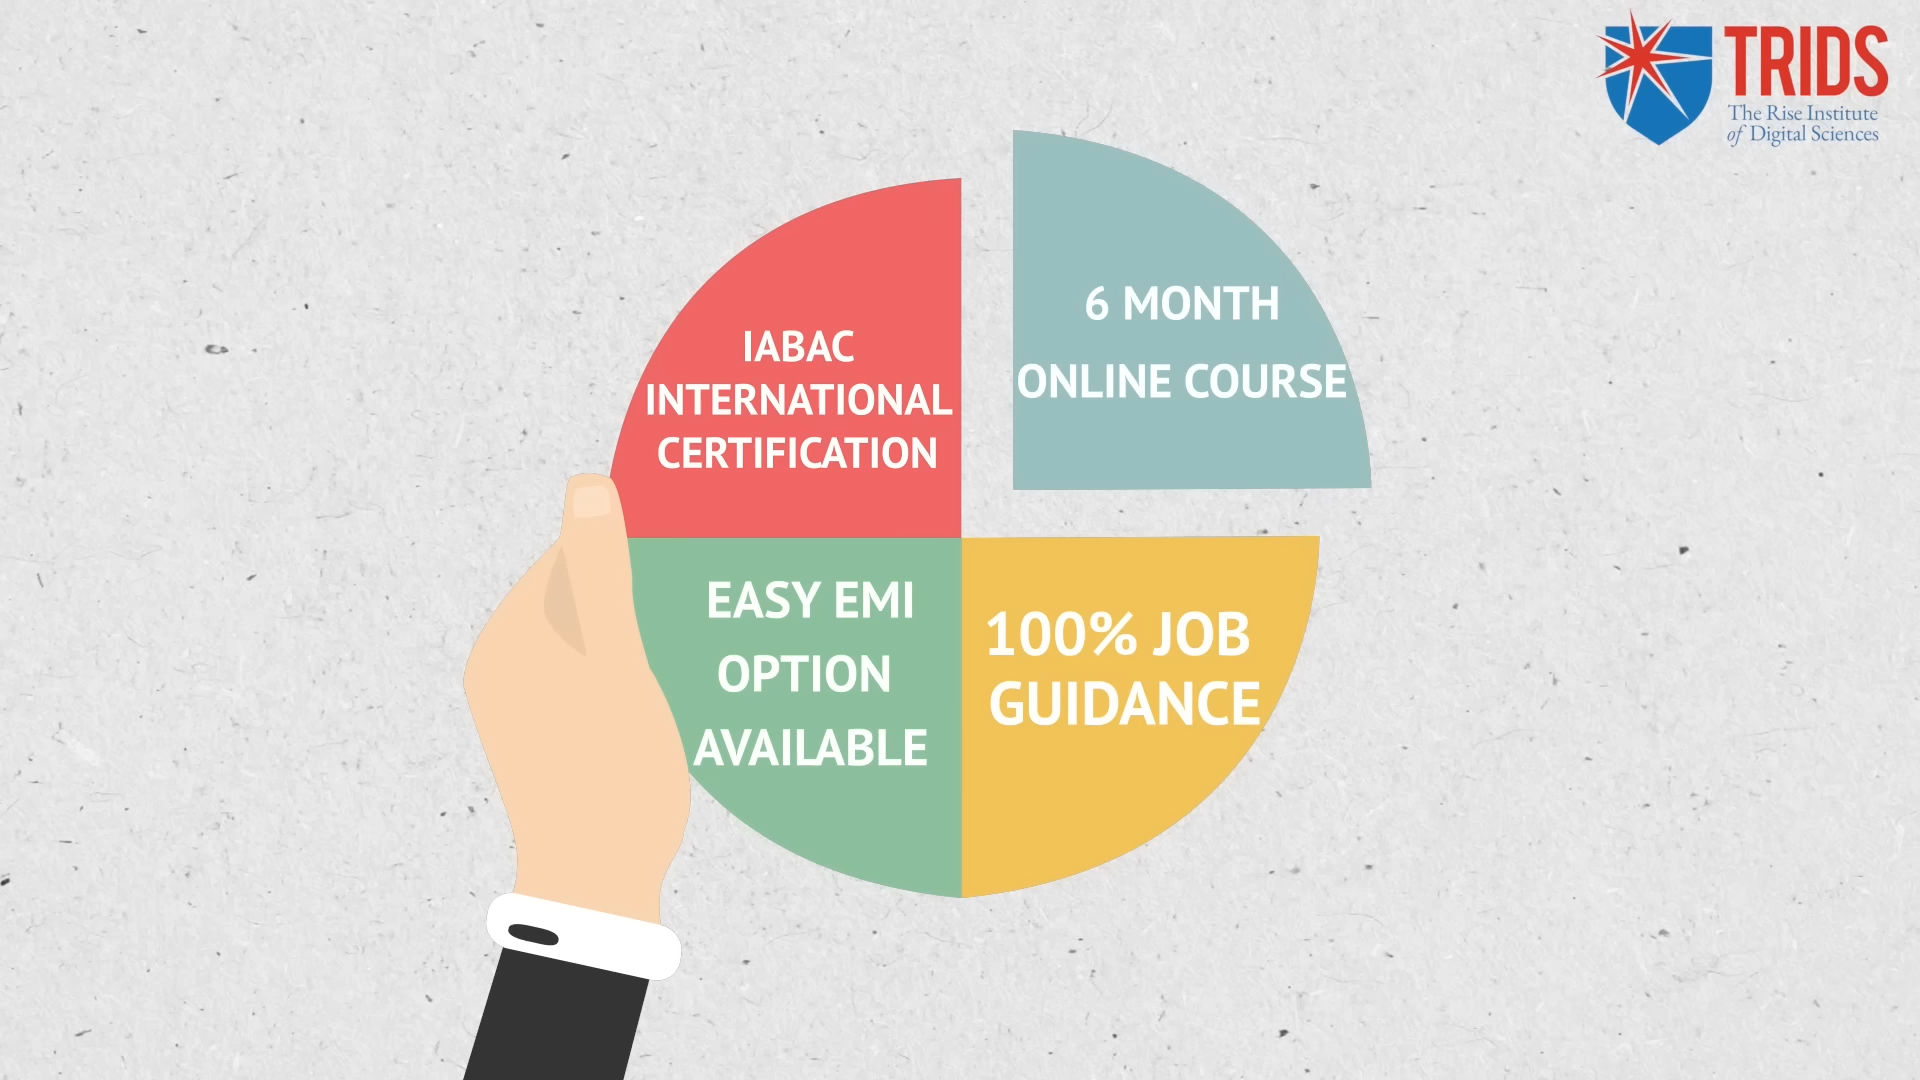 TRIDS
The Rise Institute
of Digital Sciences
6 MONTH
ONLINE COURSE
IABAC
INTERNATIONAL
CERTIFICATION
EASY EMI
OPTION
AVAILABLE
100% JOB
GUIDANCE